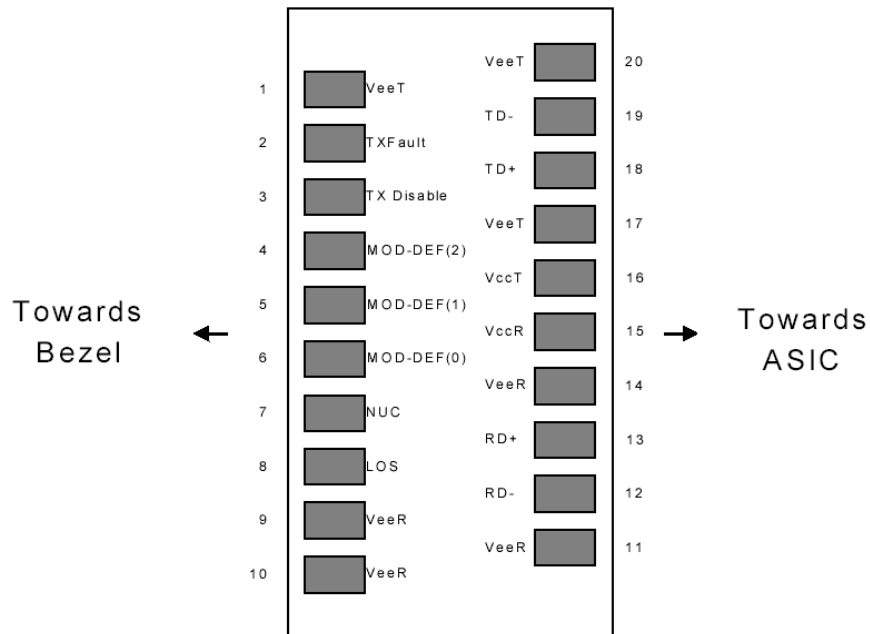 VeeT 20
1 VeeT
TD- 19
2 TXFault
TD+ 18
3 TX Disable
VeeT 17
4 MOD-DEF(2)
VccT 16
5 MOD-DEF(1)
Towards
Bezel
VccR 15
Towards
ASIC
6 MOD-DEF(0)
VeeR 14
7 NUC
RD+ 13
8 LOS
RD- 12
9 VeeR
VeeR 11
10 VeeR